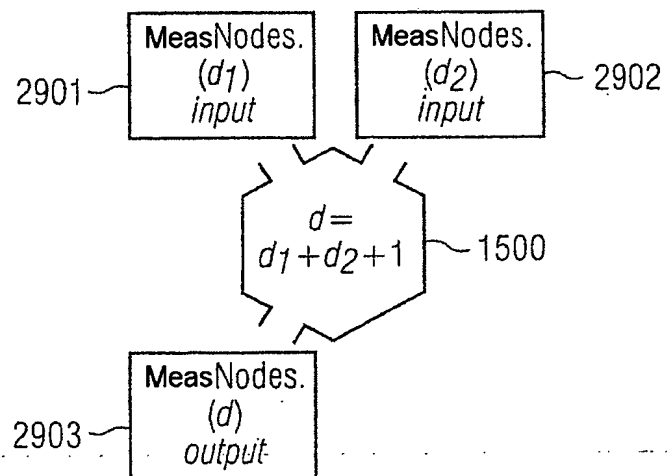 MeasNodes.
(d1)
input
2901
MeasNodes.
(d2)
input
2902
d=
d1+d2+1
1500
MeasNodes.
(d)
output
2903